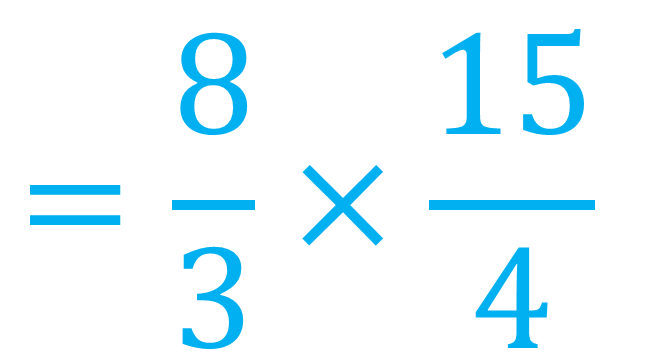 = 8/3 × 15/4